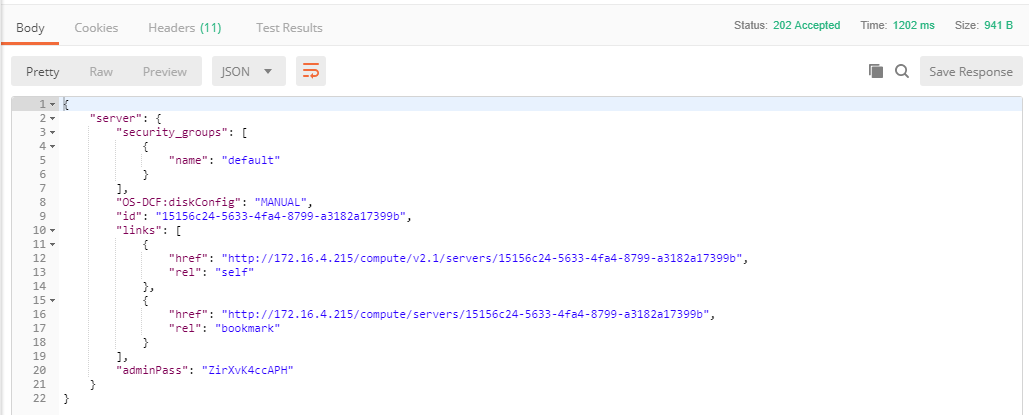 Body Cookies Headers (11) Test Results Status: 202 Accepted Time: 1202 ms Size: 941 B
Pretty Raw Preview JSON Save Response
1 {
2 "server": {
3 "security_groups": [
4 {
5 "name": "default"
6 }
7 ],
8 "OS-DCF:diskConfig": "MANUAL",
9 "id": "15156c24-5633-4fa4-8799-a3182a17399b",
10 "links": [
11 {
12 "href": "http://172.16.4.215/compute/v2.1/servers/15156c24-5633-4fa4-8799-a3182a17399b",
13 "rel": "self"
14 },
15 {
16 "href": "http://172.16.4.215/compute/servers/15156c24-5633-4fa4-8799-a3182a17399b",
17 "rel": "bookmark"
18 }
19 ],
20 "adminPass": "ZirXvK4ccAPH"
21 }
22 }